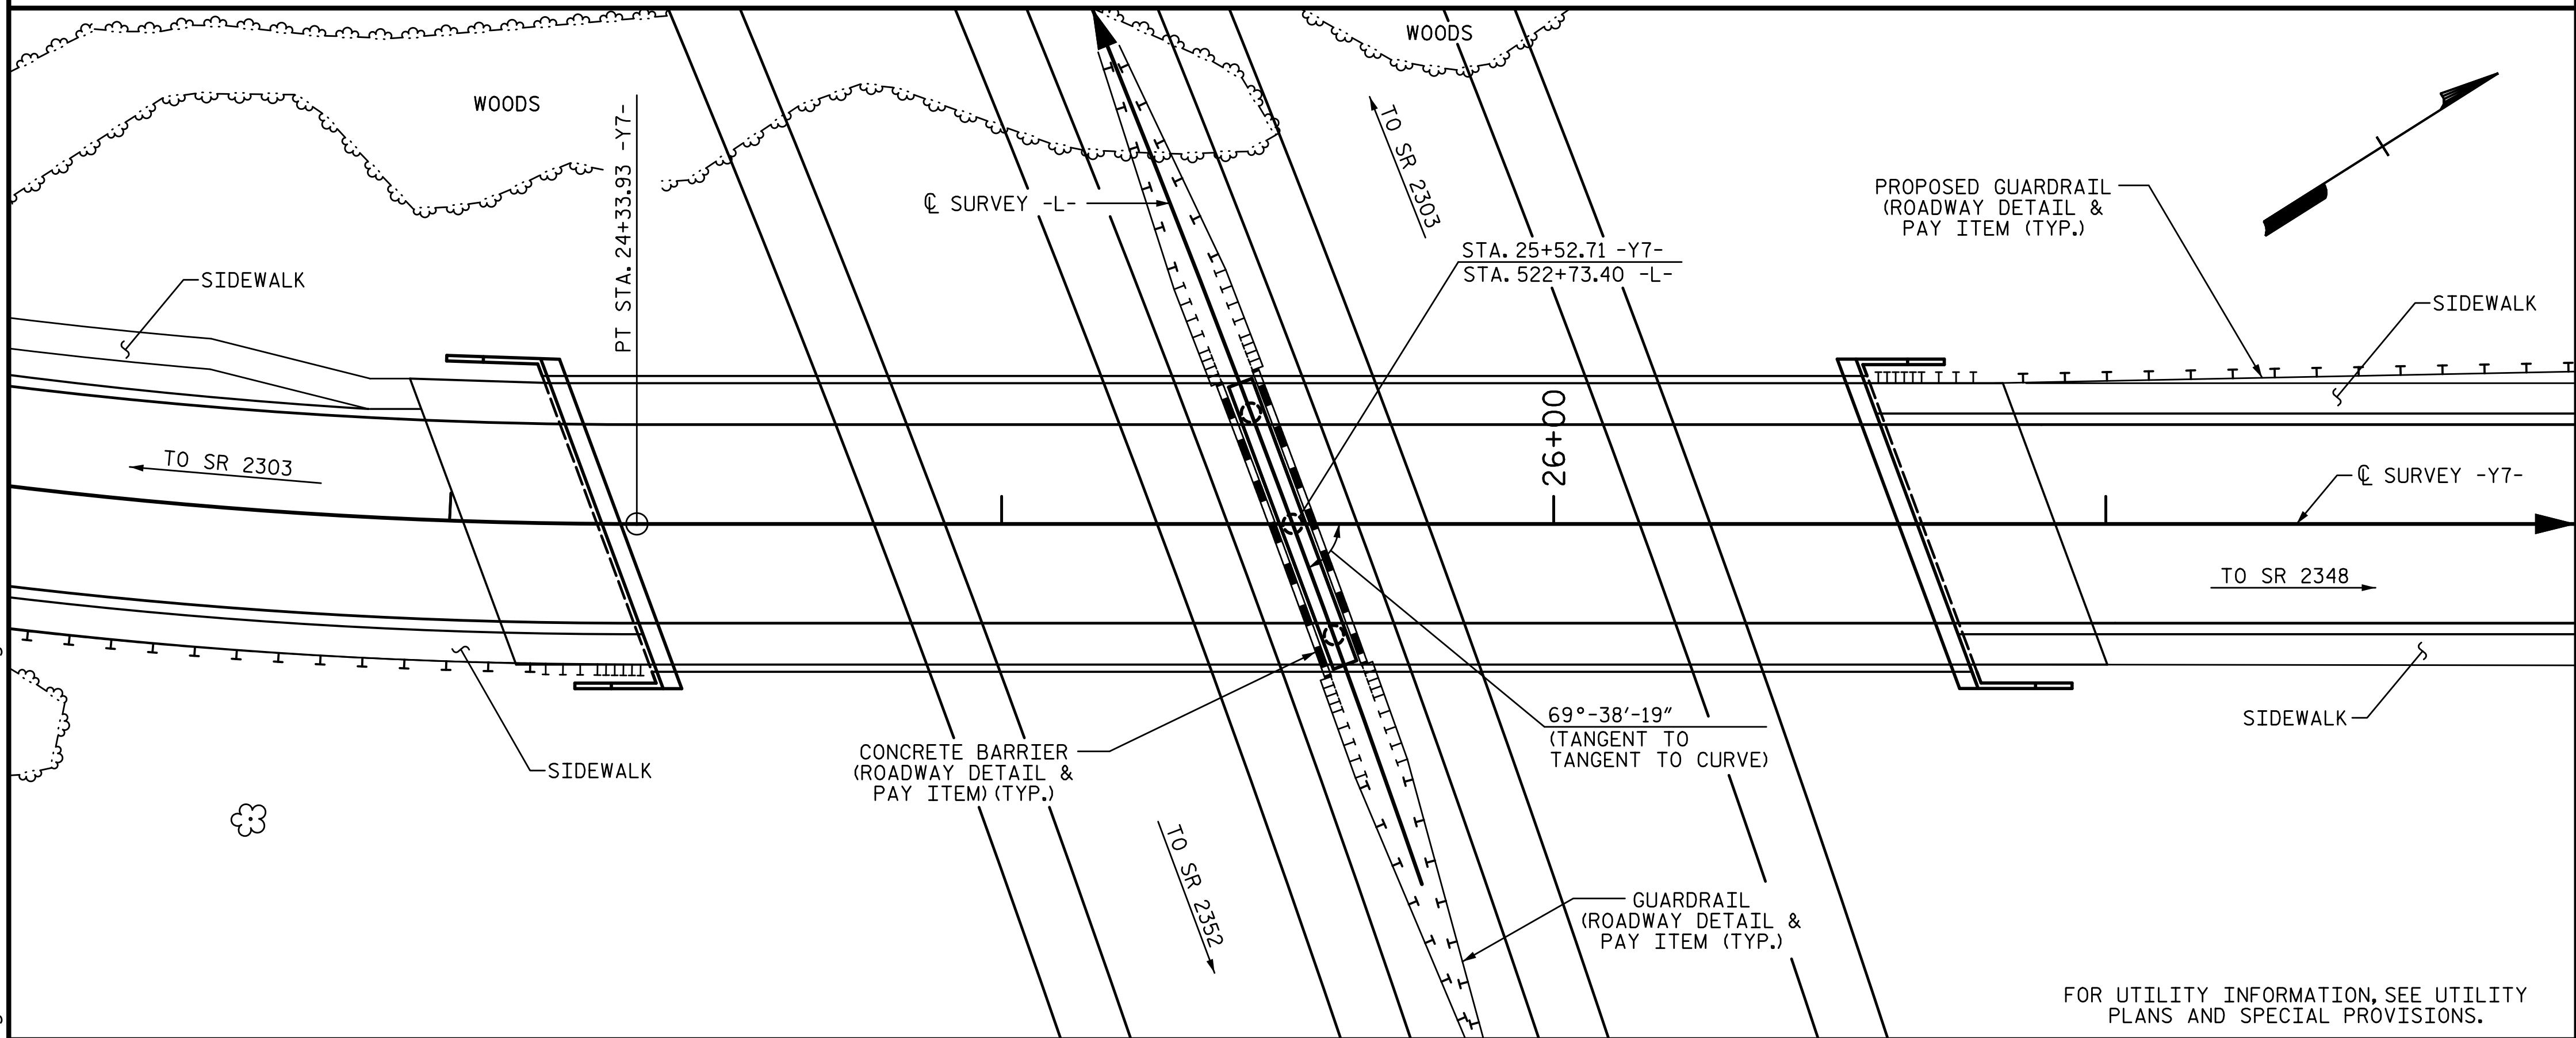 WOODS
WOODS
PT STA. 24+33.93 -Y7-
TO SR 2303
℄ SURVEY -L-
PROPOSED GUARDRAIL
(ROADWAY DETAIL &
PAY ITEM (TYP.)
STA. 25+52.71 -Y7-
STA. 522+73.40 -L-
SIDEWALK
SIDEWALK
26+00
TO SR 2303
℄ SURVEY -Y7-
TO SR 2348
69°-38'-19"
(TANGENT TO
TANGENT TO CURVE)
SIDEWALK
CONCRETE BARRIER
(ROADWAY DETAIL &
PAY ITEM) (TYP.)
SIDEWALK
TO SR 2352
GUARDRAIL
(ROADWAY DETAIL &
PAY ITEM (TYP.)
FOR UTILITY INFORMATION, SEE UTILITY
PLANS AND SPECIAL PROVISIONS.